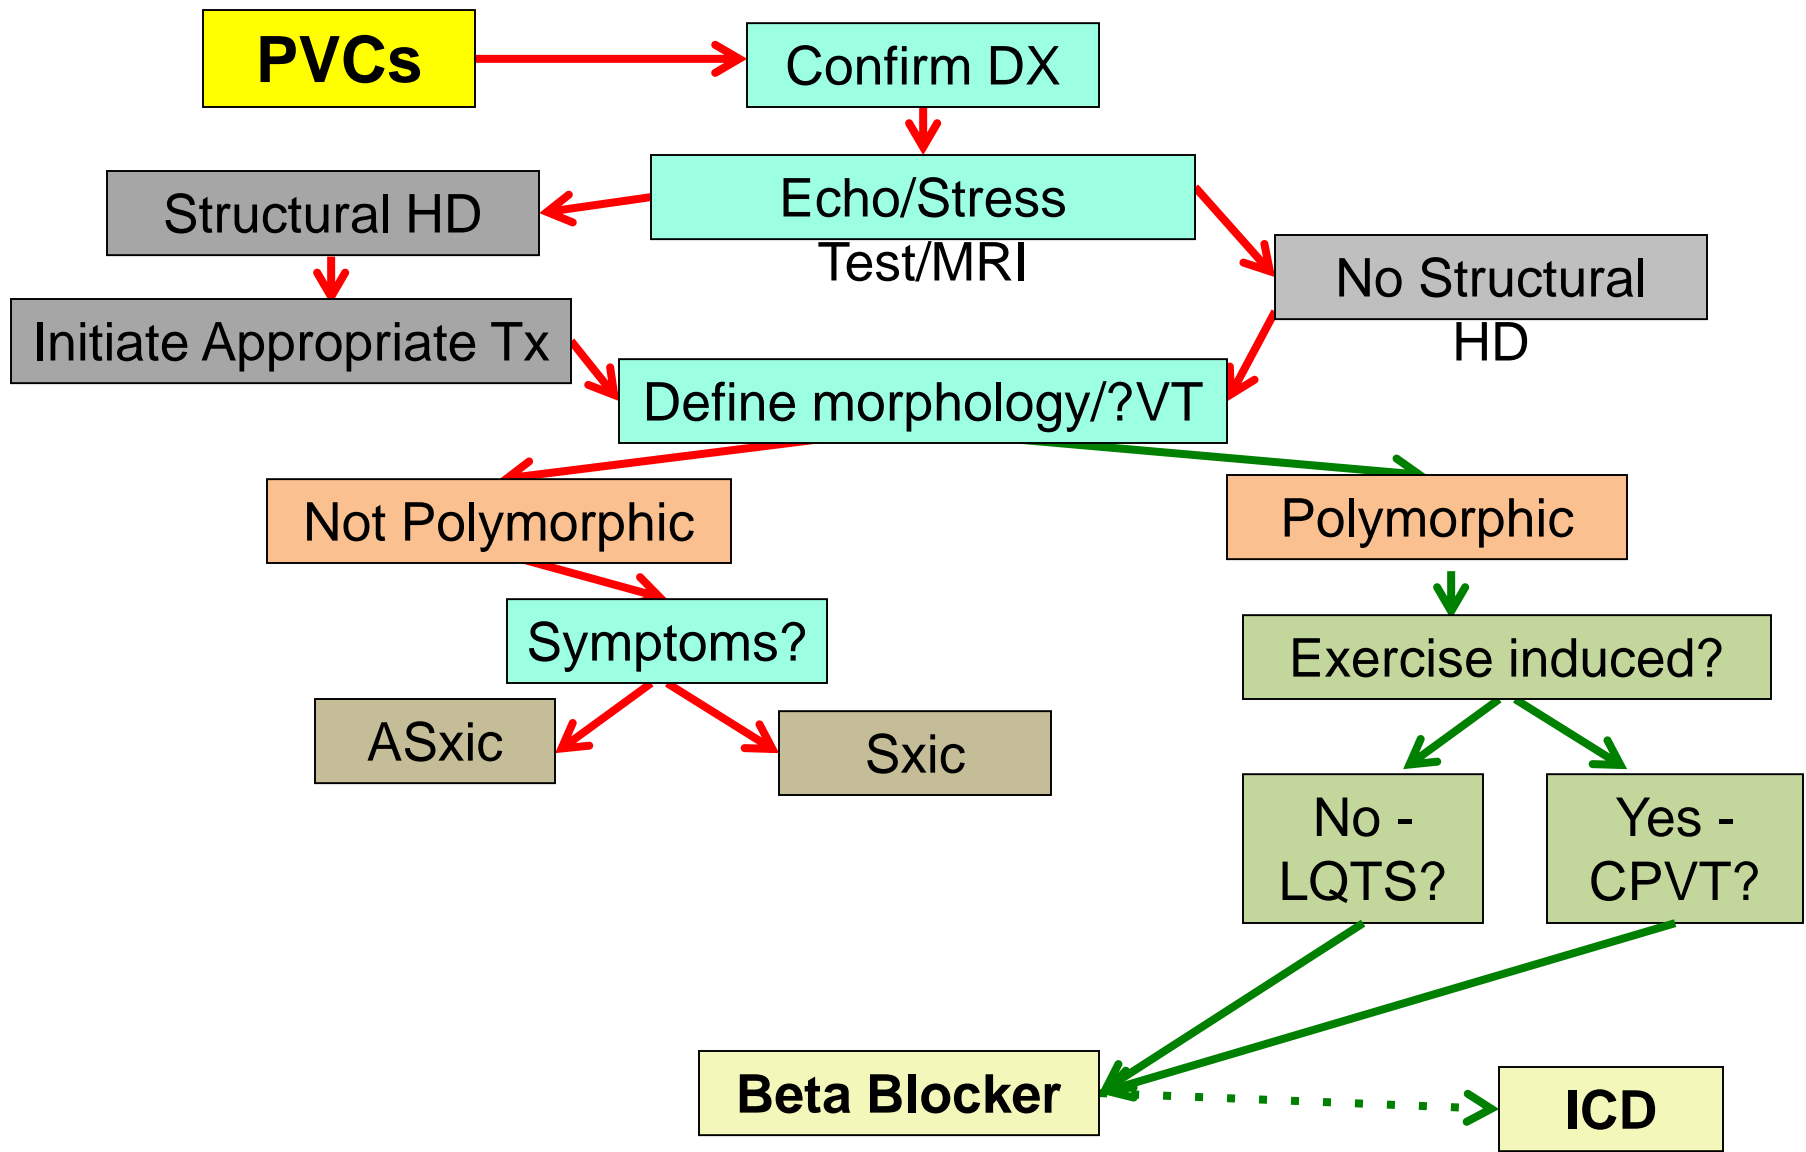 PVCs
Confirm DX
Echo/Stress
Test/MRI
Structural HD
No Structural
HD
Initiate Appropriate Tx
Define morphology/?VT
Not Polymorphic
Polymorphic
Symptoms?
Exercise induced?
ASxic
Sxic
No -
LQTS?
Yes -
CPVT?
Beta Blocker
ICD